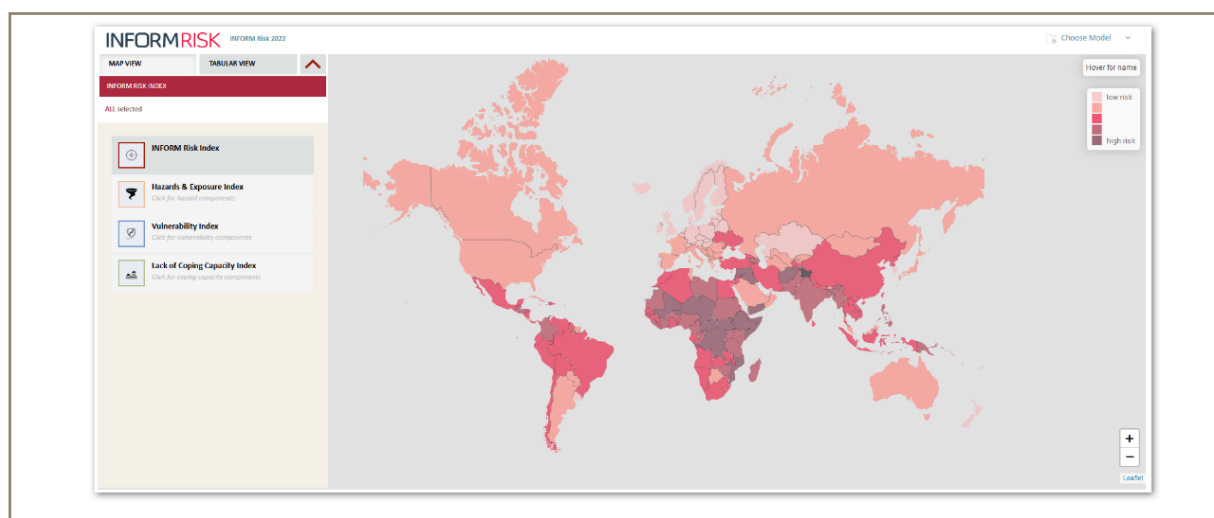 INFORMRISK INFORM Risk 2022
Choose Model
MAP VIEW
TABULAR VIEW
INFORM RISK INDEX
ALL selected
INFORM Risk Index
Hazards & Exposure Index
Click for hazard components
Vulnerability Index
Click for vulnerability components
Lack of Coping Capacity Index
Click for coping capacity components
Hover for name
low risk
high risk
+
−
Leaflet